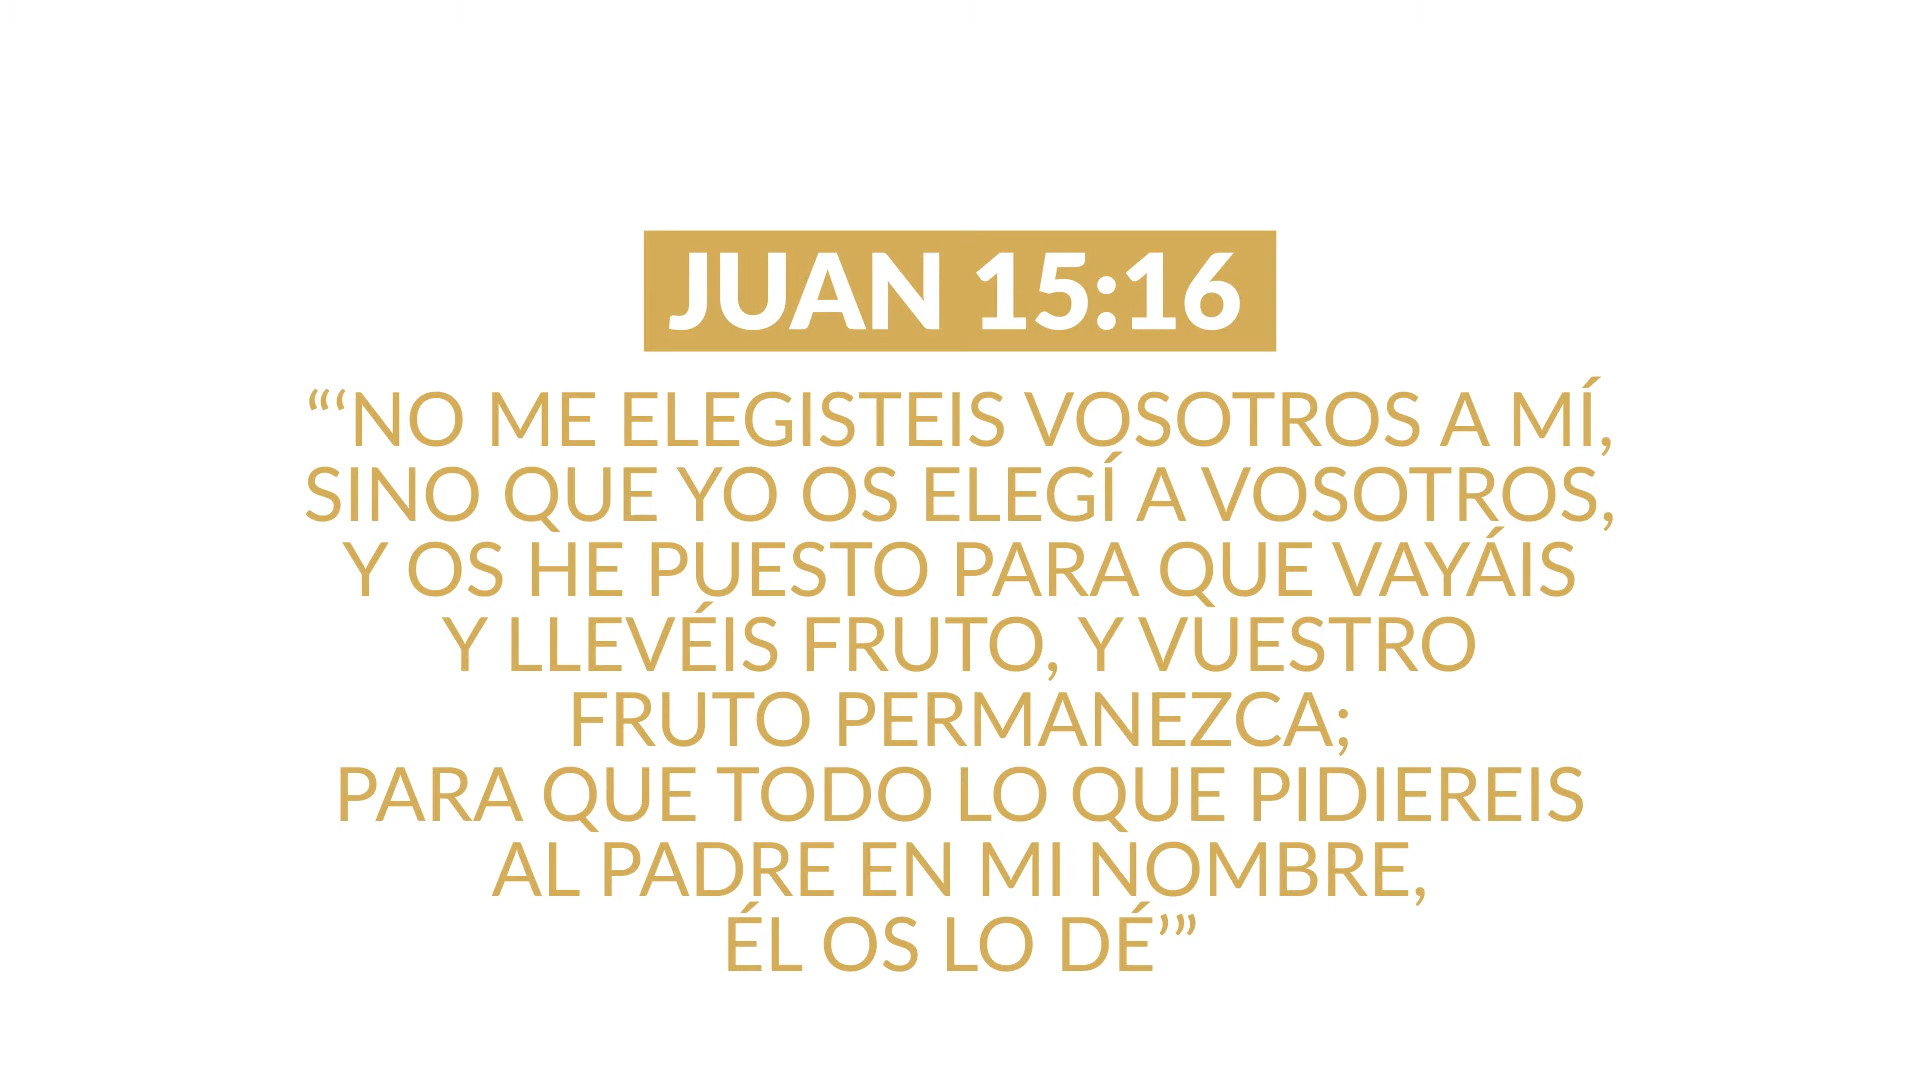 JUAN 15:16
“‘NO ME ELEGISTEIS VOSOTROS A MÍ,
SINO QUE YO OS ELEGÍ A VOSOTROS,
Y OS HE PUESTO PARA QUE VAYÁIS
Y LLEVÉIS FRUTO, Y VUESTRO
FRUTO PERMANEZCA;
PARA QUE TODO LO QUE PIDIEREIS
AL PADRE EN MI NOMBRE,
ÉL OS LO DÉ’”